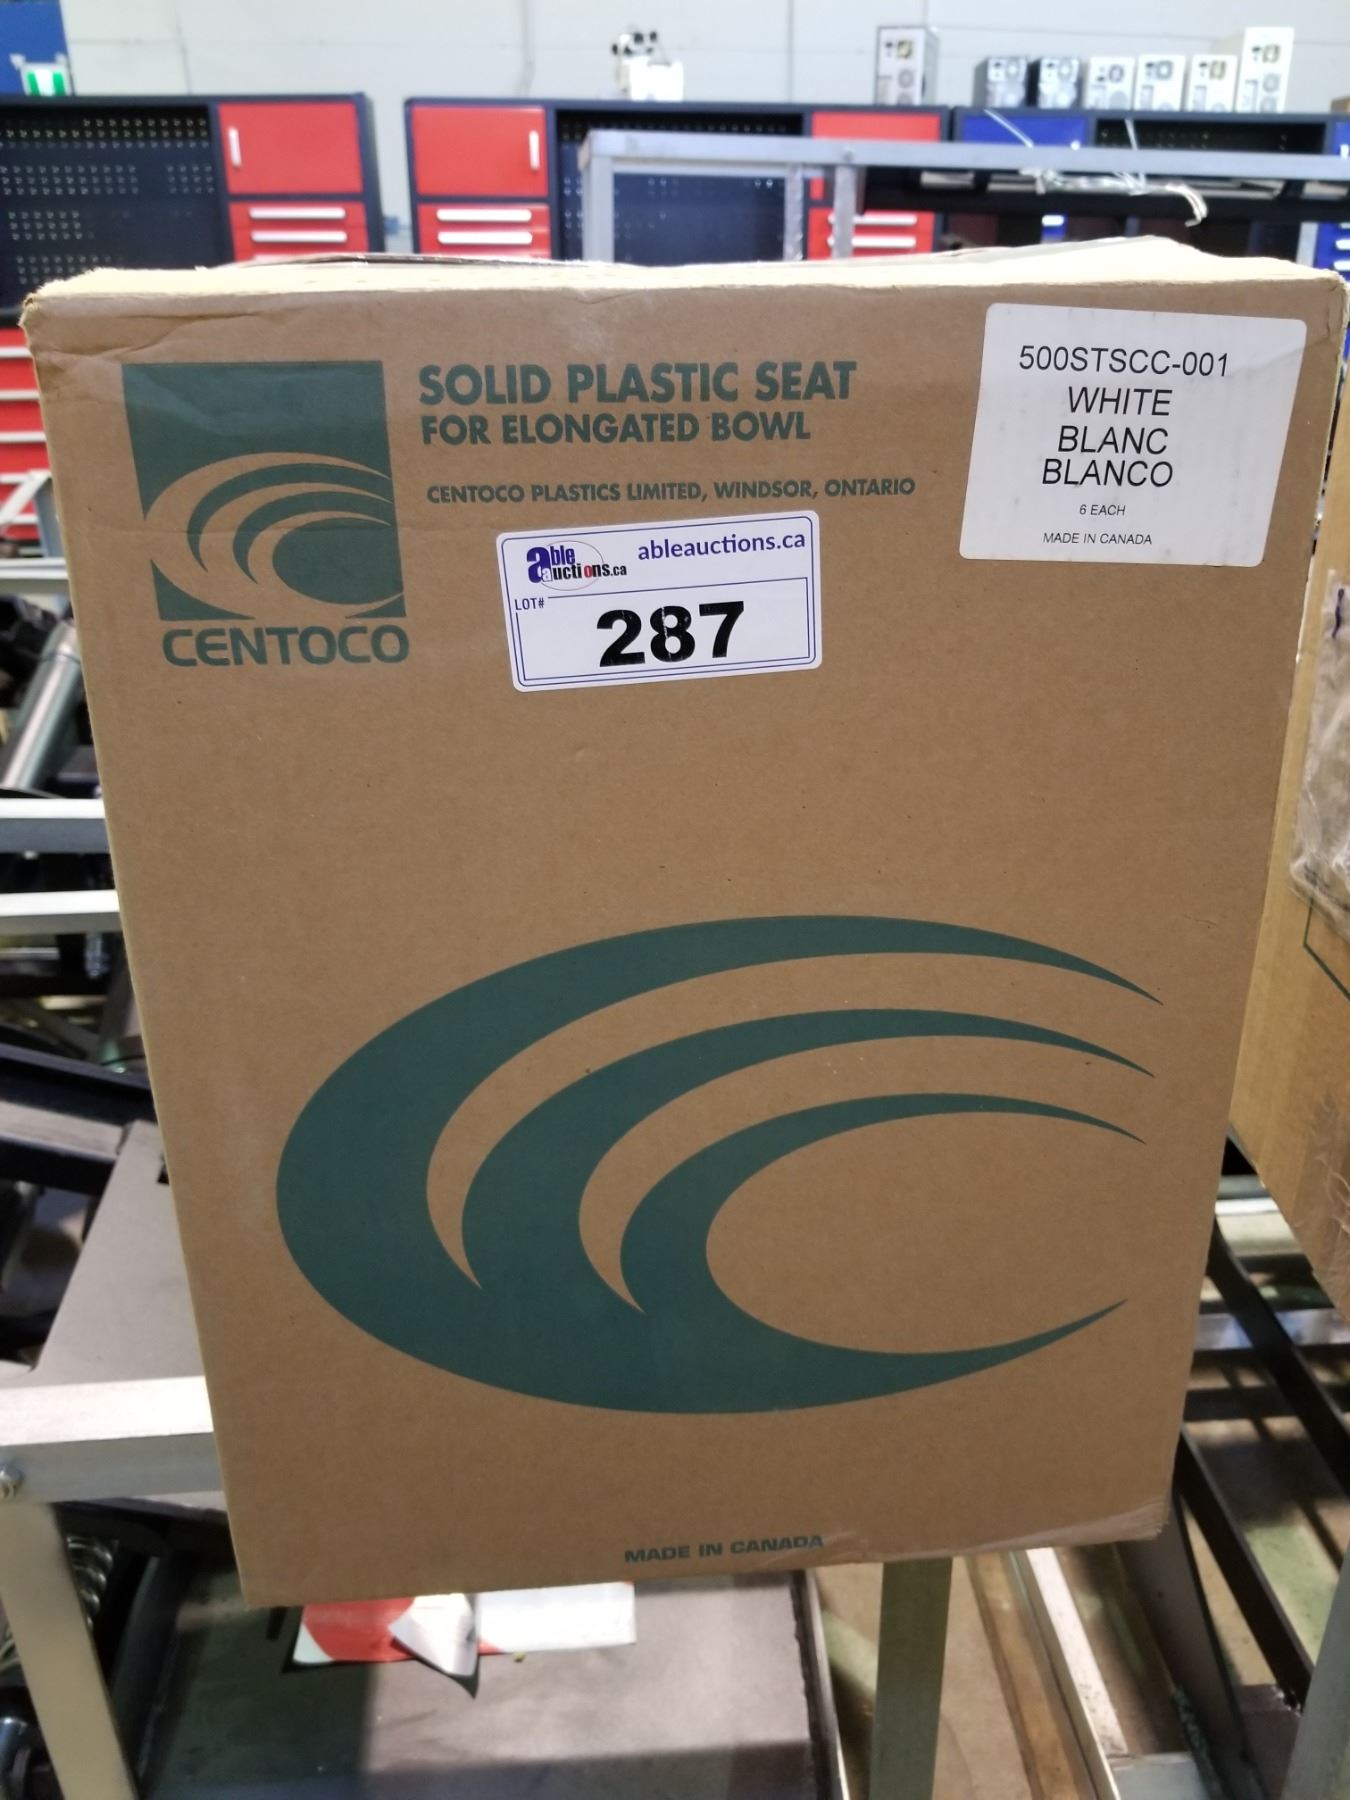 SOLID PLASTIC SEAT
FOR ELONGATED BOWL
CENTOCO PLASTICS LIMITED, WINDSOR, ONTARIO
CENTOCO
500STSCC-001
WHITE
BLANC
BLANCO
6 EACH
MADE IN CANADA
able auctions.ca
ableauctions.ca
LOT#
287
MADE IN CANADA